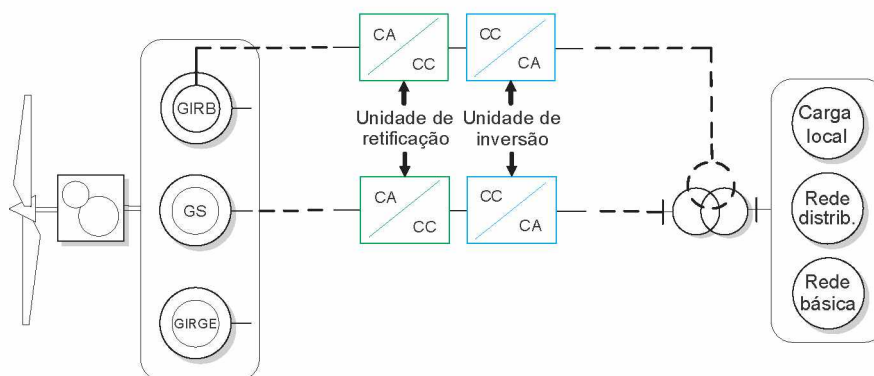 CA
CC
CC
CA
GIRB
Unidade de
retificação
Unidade de
inversão
Carga
local
GS
CA
CC
CC
CA
Rede
distrib.
GIRGE
Rede
básica